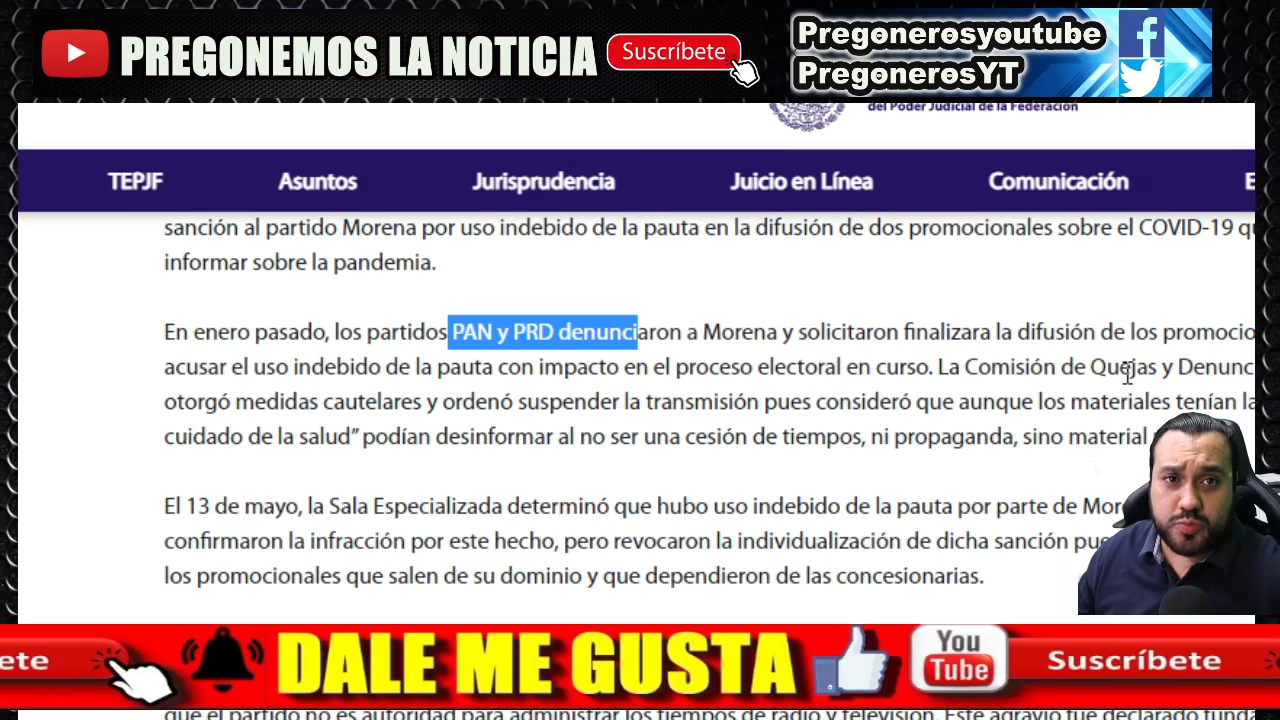 PREGONEMOS LA NOTICIA
Suscríbete
Pregonerosyoutube
PregonerosYT
del Poder Judicial de la Federación
TEPJF Asuntos Jurisprudencia Juicio en Línea Comunicación E
sanción al partido Morena por uso indebido de la pauta en la difusión de dos promocionales sobre el COVID-19 qu
informar sobre la pandemia.
En enero pasado, los partidos PAN y PRD denunciaron a Morena y solicitaron finalizara la difusión de los promocio
acusar el uso indebido de la pauta con impacto en el proceso electoral en curso. La Comisión de Quejas y Denunc
otorgó medidas cautelares y ordenó suspender la transmisión pues consideró que aunque los materiales tenían la
cuidado de la salud” podían desinformar al no ser una cesión de tiempos, ni propaganda, sino material
El 13 de mayo, la Sala Especializada determinó que hubo uso indebido de la pauta por parte de Mor
confirmaron la infracción por este hecho, pero revocaron la individualización de dicha sanción pue
los promocionales que salen de su dominio y que dependieron de las concesionarias.
ete
DALE ME GUSTA
You
Tube
Suscríbete
que el partido no es autoridad para administrar los tiempos de radio y televisión. Este agravio fue declarado funda